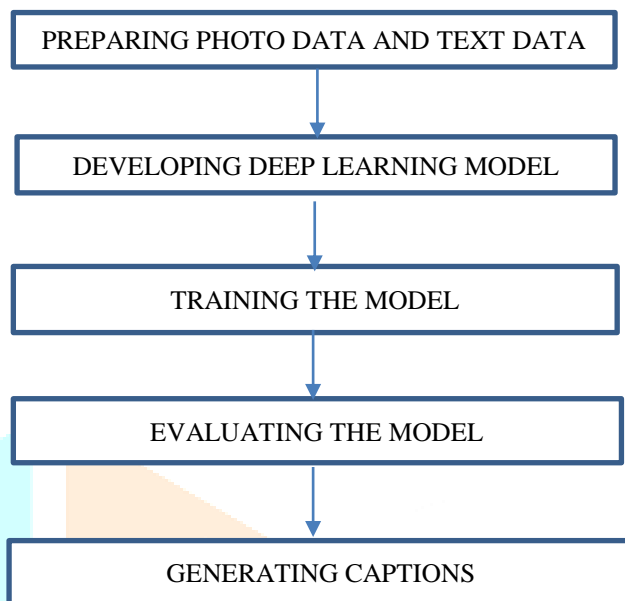 PREPARING PHOTO DATA AND TEXT DATA
DEVELOPING DEEP LEARNING MODEL
TRAINING THE MODEL
EVALUATING THE MODEL
GENERATING CAPTIONS